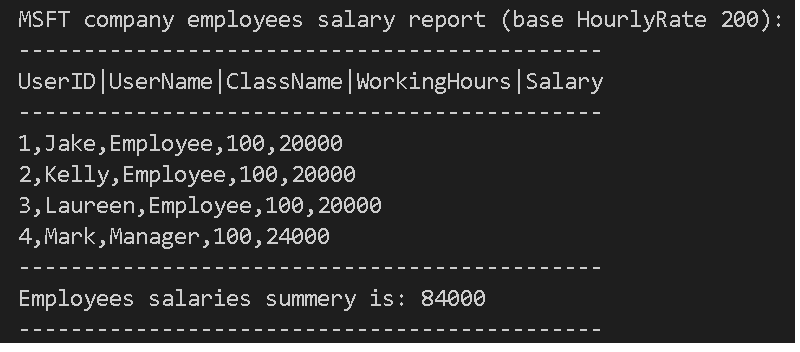 MSFT company employees salary report (base HourlyRate 200):
---------------------------------------------
UserID|UserName|ClassName|WorkingHours|Salary
---------------------------------------------
1,Jake,Employee,100,20000
2,Kelly,Employee,100,20000
3,Laureen,Employee,100,20000
4,Mark,Manager,100,24000
---------------------------------------------
Employees salaries summery is: 84000
---------------------------------------------